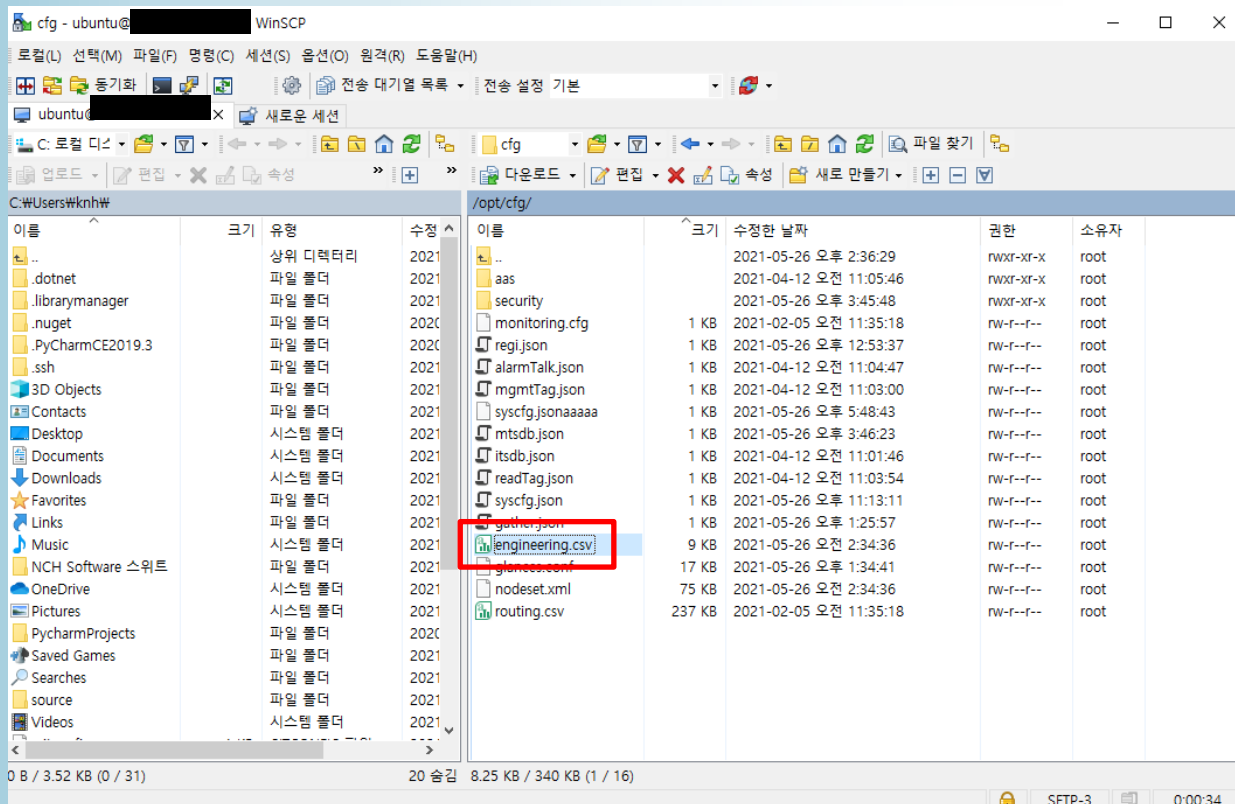 cfg - ubuntu@ WinSCP
로컬(L) 선택(M) 파일(F) 명령(C) 세션(S) 옵션(O) 원격(R) 도움말(H)
동기화 전송 대기열 목록 전송 설정 기본
ubuntu@ × 새로운 세션
C: 로컬 디스 cfg 파일 찾기
업로드 편집 속성 » » 다운로드 편집 속성 새로 만들기
C:₩Users₩knh₩ /opt/cfg/
이름 크기 유형 수정 이름 크기 수정한 날짜 권한 소유자
.. 상위 디렉터리 2021 .. 2021-05-26 오후 2:36:29 rwxr-xr-x root
.dotnet 파일 폴더 2021 aas 2021-04-12 오전 11:05:46 rwxr-xr-x root
.librarymanager 파일 폴더 2021 security 2021-05-26 오후 3:45:48 rwxr-xr-x root
.nuget 파일 폴더 2020 monitoring.cfg 1 KB 2021-02-05 오전 11:35:18 rw-r--r-- root
.PyCharmCE2019.3 파일 폴더 2020 regi.json 1 KB 2021-05-26 오후 12:53:37 rw-r--r-- root
.ssh 파일 폴더 2021 alarmTalk.json 1 KB 2021-04-12 오전 11:04:47 rw-r--r-- root
3D Objects 파일 폴더 2021 mgmtTag.json 1 KB 2021-04-12 오전 11:03:00 rw-r--r-- root
Contacts 파일 폴더 2021 syscfg.jsonaaaaa 1 KB 2021-05-26 오후 5:48:43 rw-r--r-- root
Desktop 시스템 폴더 2021 mtsdb.json 1 KB 2021-05-26 오후 3:46:23 rw-r--r-- root
Documents 시스템 폴더 2021 itsdb.json 1 KB 2021-04-12 오전 11:01:46 rw-r--r-- root
Downloads 시스템 폴더 2021 readTag.json 1 KB 2021-04-12 오전 11:03:54 rw-r--r-- root
Favorites 파일 폴더 2021 syscfg.json 1 KB 2021-05-26 오후 11:13:11 rw-r--r-- root
Links 파일 폴더 2021 gather.json 1 KB 2021-05-26 오후 1:25:57 rw-r--r-- root
Music 시스템 폴더 2021 engineering.csv 9 KB 2021-05-26 오전 2:34:36 rw-r--r-- root
NCH Software 스위트 파일 폴더 2021 glances.conf 17 KB 2021-05-26 오후 1:34:41 rw-r--r-- root
OneDrive 시스템 폴더 2021 nodeset.xml 75 KB 2021-05-26 오전 2:34:36 rw-r--r-- root
Pictures 시스템 폴더 2021 routing.csv 237 KB 2021-02-05 오전 11:35:18 rw-r--r-- root
PycharmProjects 파일 폴더 2020
Saved Games 파일 폴더 2021
Searches 파일 폴더 2021
source 파일 폴더 2021
Videos 시스템 폴더 2021
0 B / 3.52 KB (0 / 31) 20 숨김 8.25 KB / 340 KB (1 / 16)
SFTP-3 0:00:34